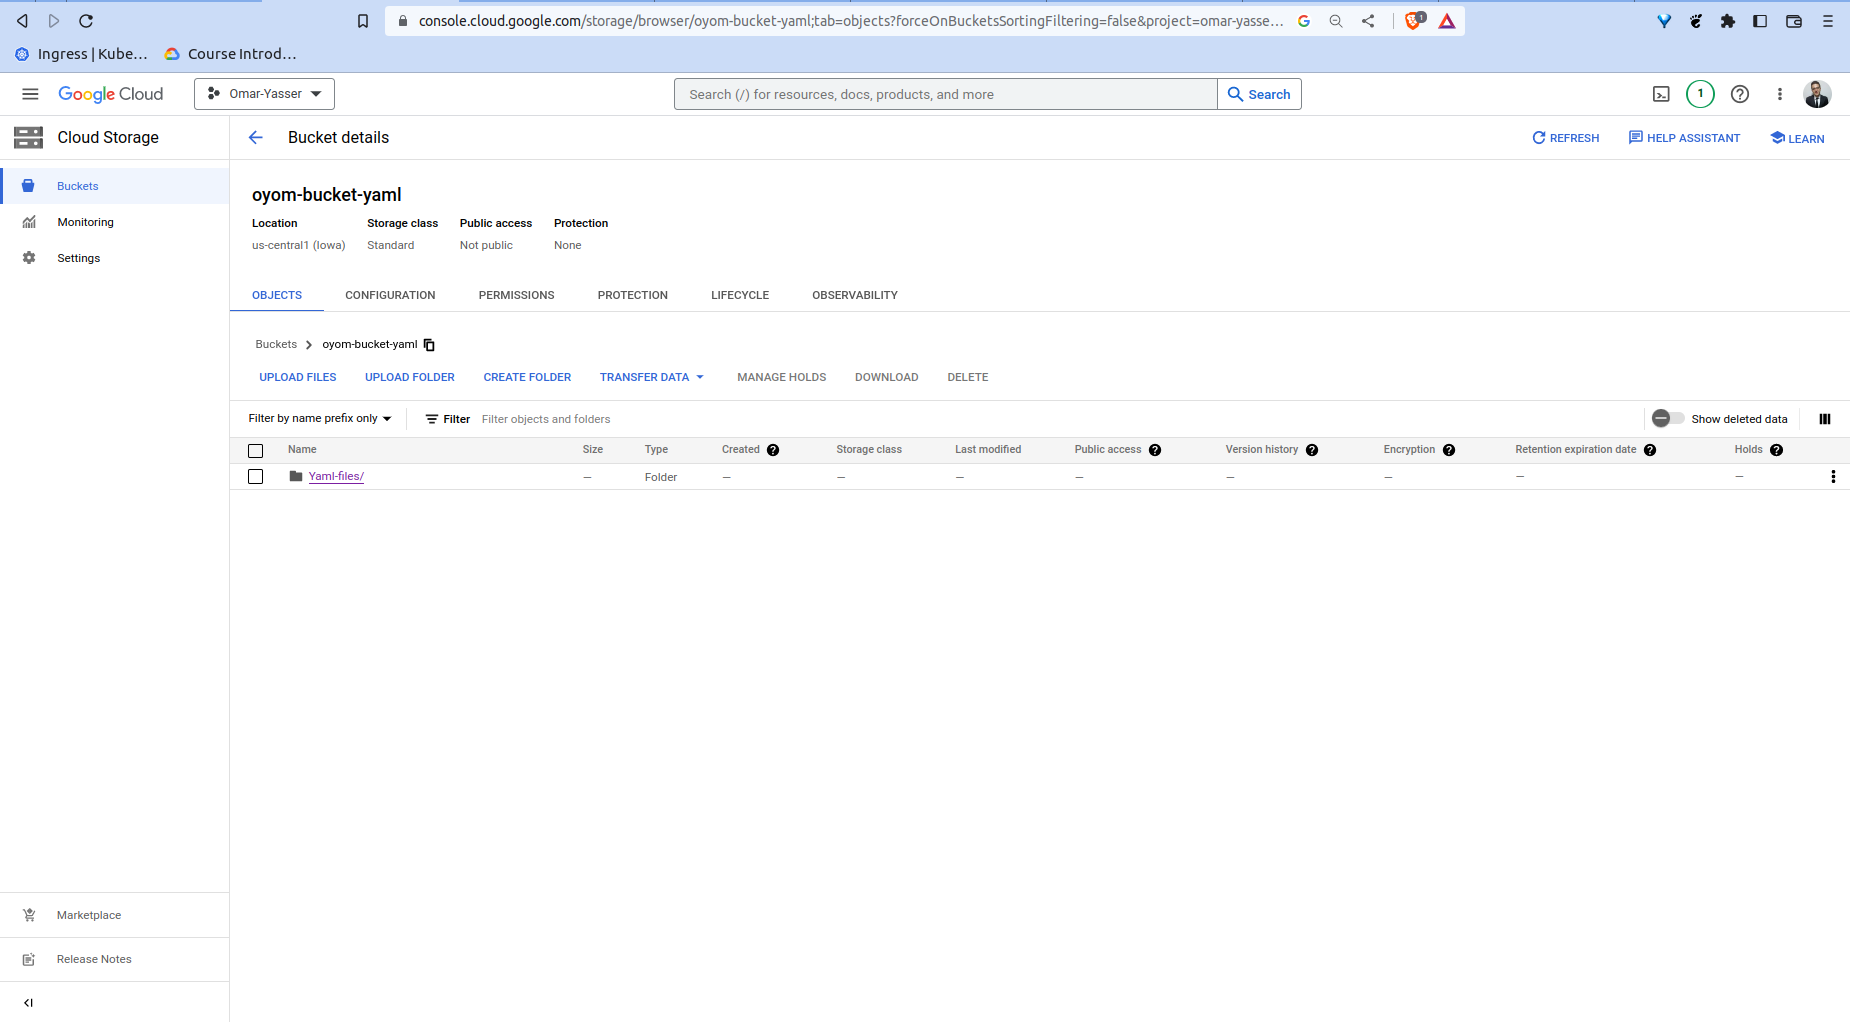 console.cloud.google.com/storage/browser/oyom-bucket-yaml;tab=objects?forceOnBucketsSortingFiltering=false&project=omar-yasse...
1
Ingress | Kube...
Course Introd...
Google Cloud
Omar-Yasser
Search (/) for resources, docs, products, and more
Search
1
Cloud Storage
Bucket details
REFRESH
HELP ASSISTANT
LEARN
Buckets
Monitoring
Settings
oyom-bucket-yaml
Location Storage class Public access Protection
us-central1 (Iowa) Standard Not public None
OBJECTS CONFIGURATION PERMISSIONS PROTECTION LIFECYCLE OBSERVABILITY
Buckets > oyom-bucket-yaml
UPLOAD FILES UPLOAD FOLDER CREATE FOLDER TRANSFER DATA MANAGE HOLDS DOWNLOAD DELETE
Filter by name prefix only Filter Filter objects and folders Show deleted data
Name Size Type Created Storage class Last modified Public access Version history Encryption Retention expiration date Holds
Yaml-files/ — Folder — — — — — — — —
Marketplace
Release Notes